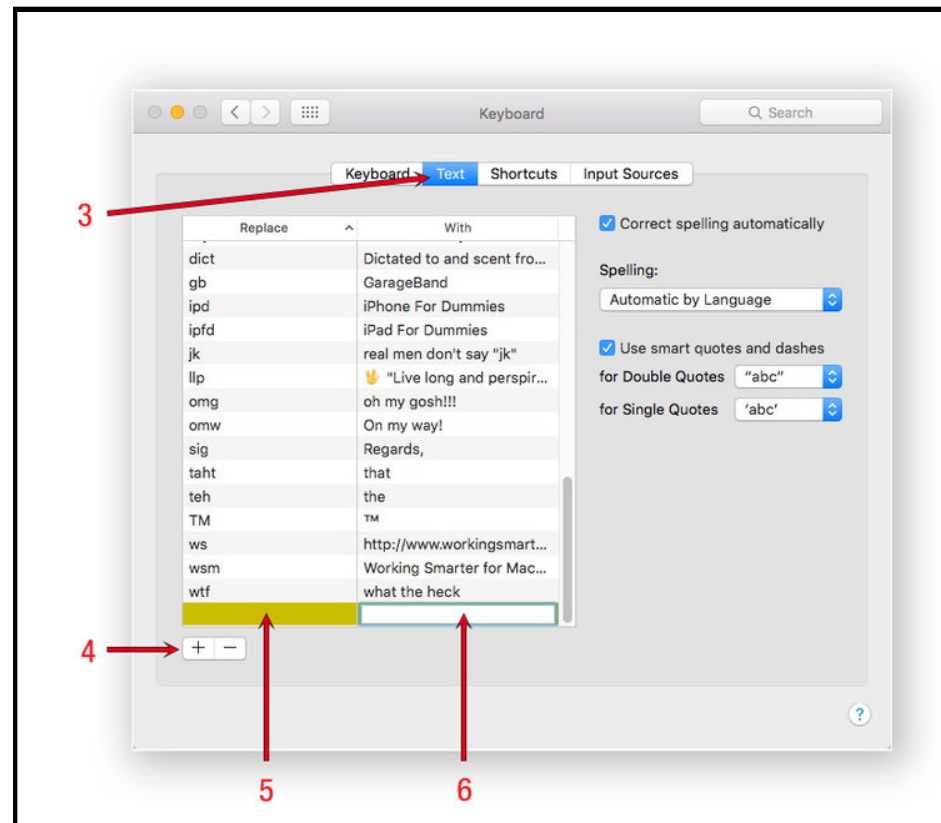 Keyboard
Search
Keyboard Text Shortcuts Input Sources
3
Replace With
dict Dictated to and scent fro...
gb GarageBand
ipd iPhone For Dummies
ipfd iPad For Dummies
jk real men don't say "jk"
llp 🖖 "Live long and perspir...
omg oh my gosh!!!
omw On my way!
sig Regards,
taht that
teh the
TM ™
ws http://www.workingsmart...
wsm Working Smarter for Mac...
wtf what the heck
Correct spelling automatically
Spelling:
Automatic by Language
Use smart quotes and dashes
for Double Quotes “abc”
for Single Quotes ‘abc’
4 + −
?
5 6